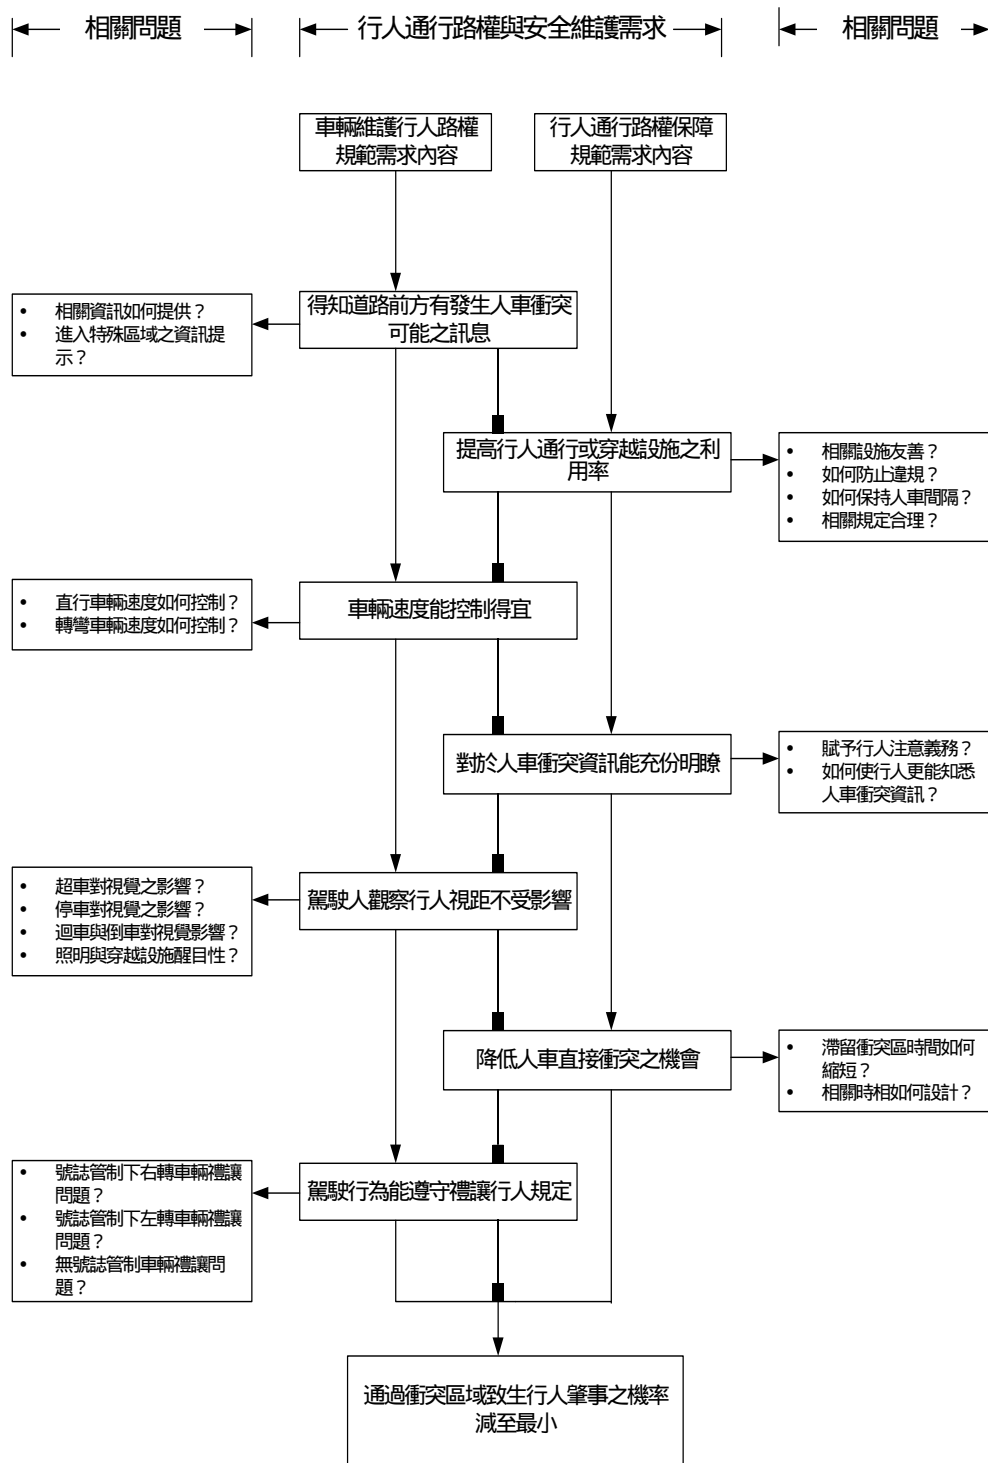 相關問題
行人通行路權與安全維護需求
相關問題
車輛維護行人路權
規範需求內容
行人通行路權保障
規範需求內容
得知道路前方有發生人車衝突
可能之訊息
• 相關資訊如何提供？
• 進入特殊區域之資訊提
示？
提高行人通行或穿越設施之利
用率
• 相關設施友善？
• 如何防止違規？
• 如何保持人車間隔？
• 相關規定合理？
• 直行車輛速度如何控制？
• 轉彎車輛速度如何控制？
車輛速度能控制得宜
對於人車衝突資訊能充份明瞭
• 賦予行人注意義務？
• 如何使行人更能知悉
人車衝突資訊？
• 超車對視覺之影響？
• 停車對視覺之影響？
• 迴車與倒車對視覺影響？
• 照明與穿越設施醒目性？
駕駛人觀察行人視距不受影響
降低人車直接衝突之機會
• 滯留衝突區時間如何
縮短？
• 相關時相如何設計？
• 號誌管制下右轉車輛禮讓
問題？
• 號誌管制下左轉車輛禮讓
問題？
• 無號誌管制車輛禮讓問
題？
駕駛行為能遵守禮讓行人規定
通過衝突區域致生行人肇事之機率
減至最小